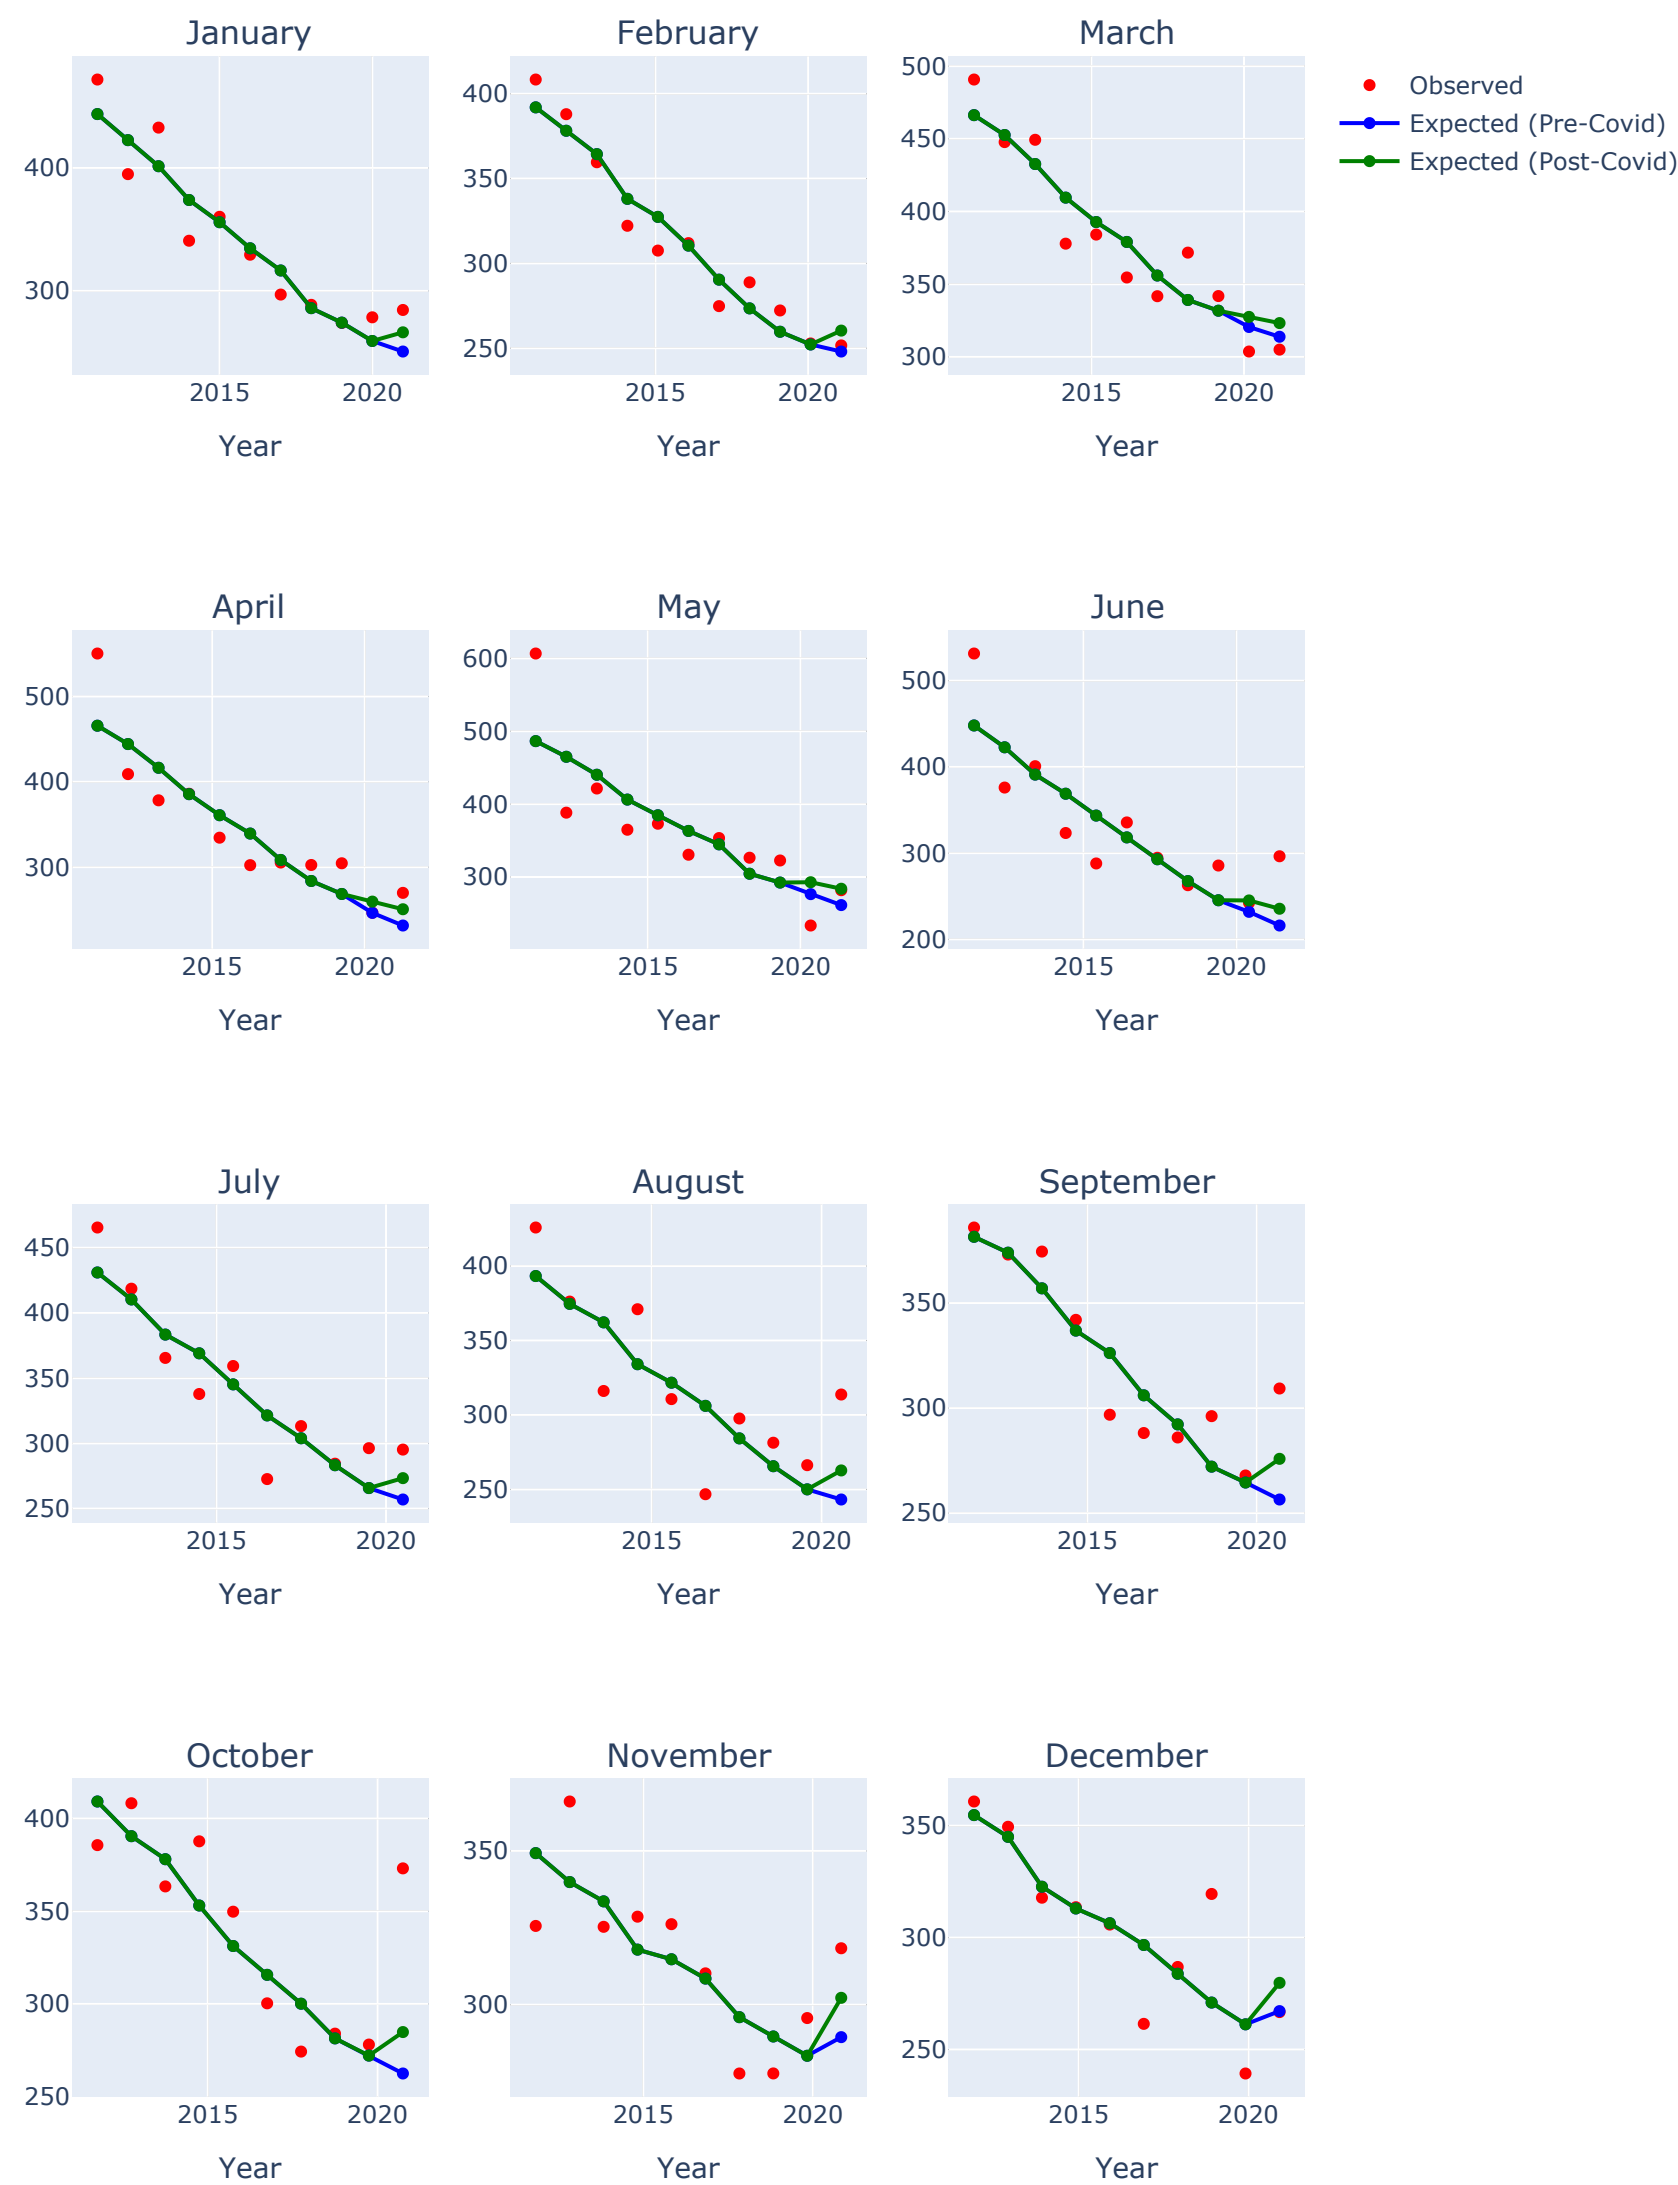 January
February
March
400
300
2015
2020
Year
400
350
300
250
2015
2020
Year
500
450
400
350
300
2015
2020
Year
Observed
Expected (Pre-Covid)
Expected (Post-Covid)
April
May
June
500
400
300
2015
2020
Year
600
500
400
300
2015
2020
Year
500
400
300
200
2015
2020
Year
July
August
September
450
400
350
300
250
2015
2020
Year
400
350
300
250
2015
2020
Year
350
300
250
2015
2020
Year
October
November
December
400
350
300
250
2015
2020
Year
350
300
2015
2020
Year
350
300
250
2015
2020
Year